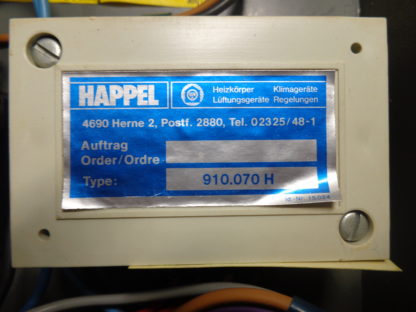 HAPPEL Heizkörper Klimageräte
Lüftungsgeräte Regelungen
4690 Herne 2, Postf. 2880, Tel. 02325/48-1
Auftrag
Order/Ordre
Type: 910.070 H